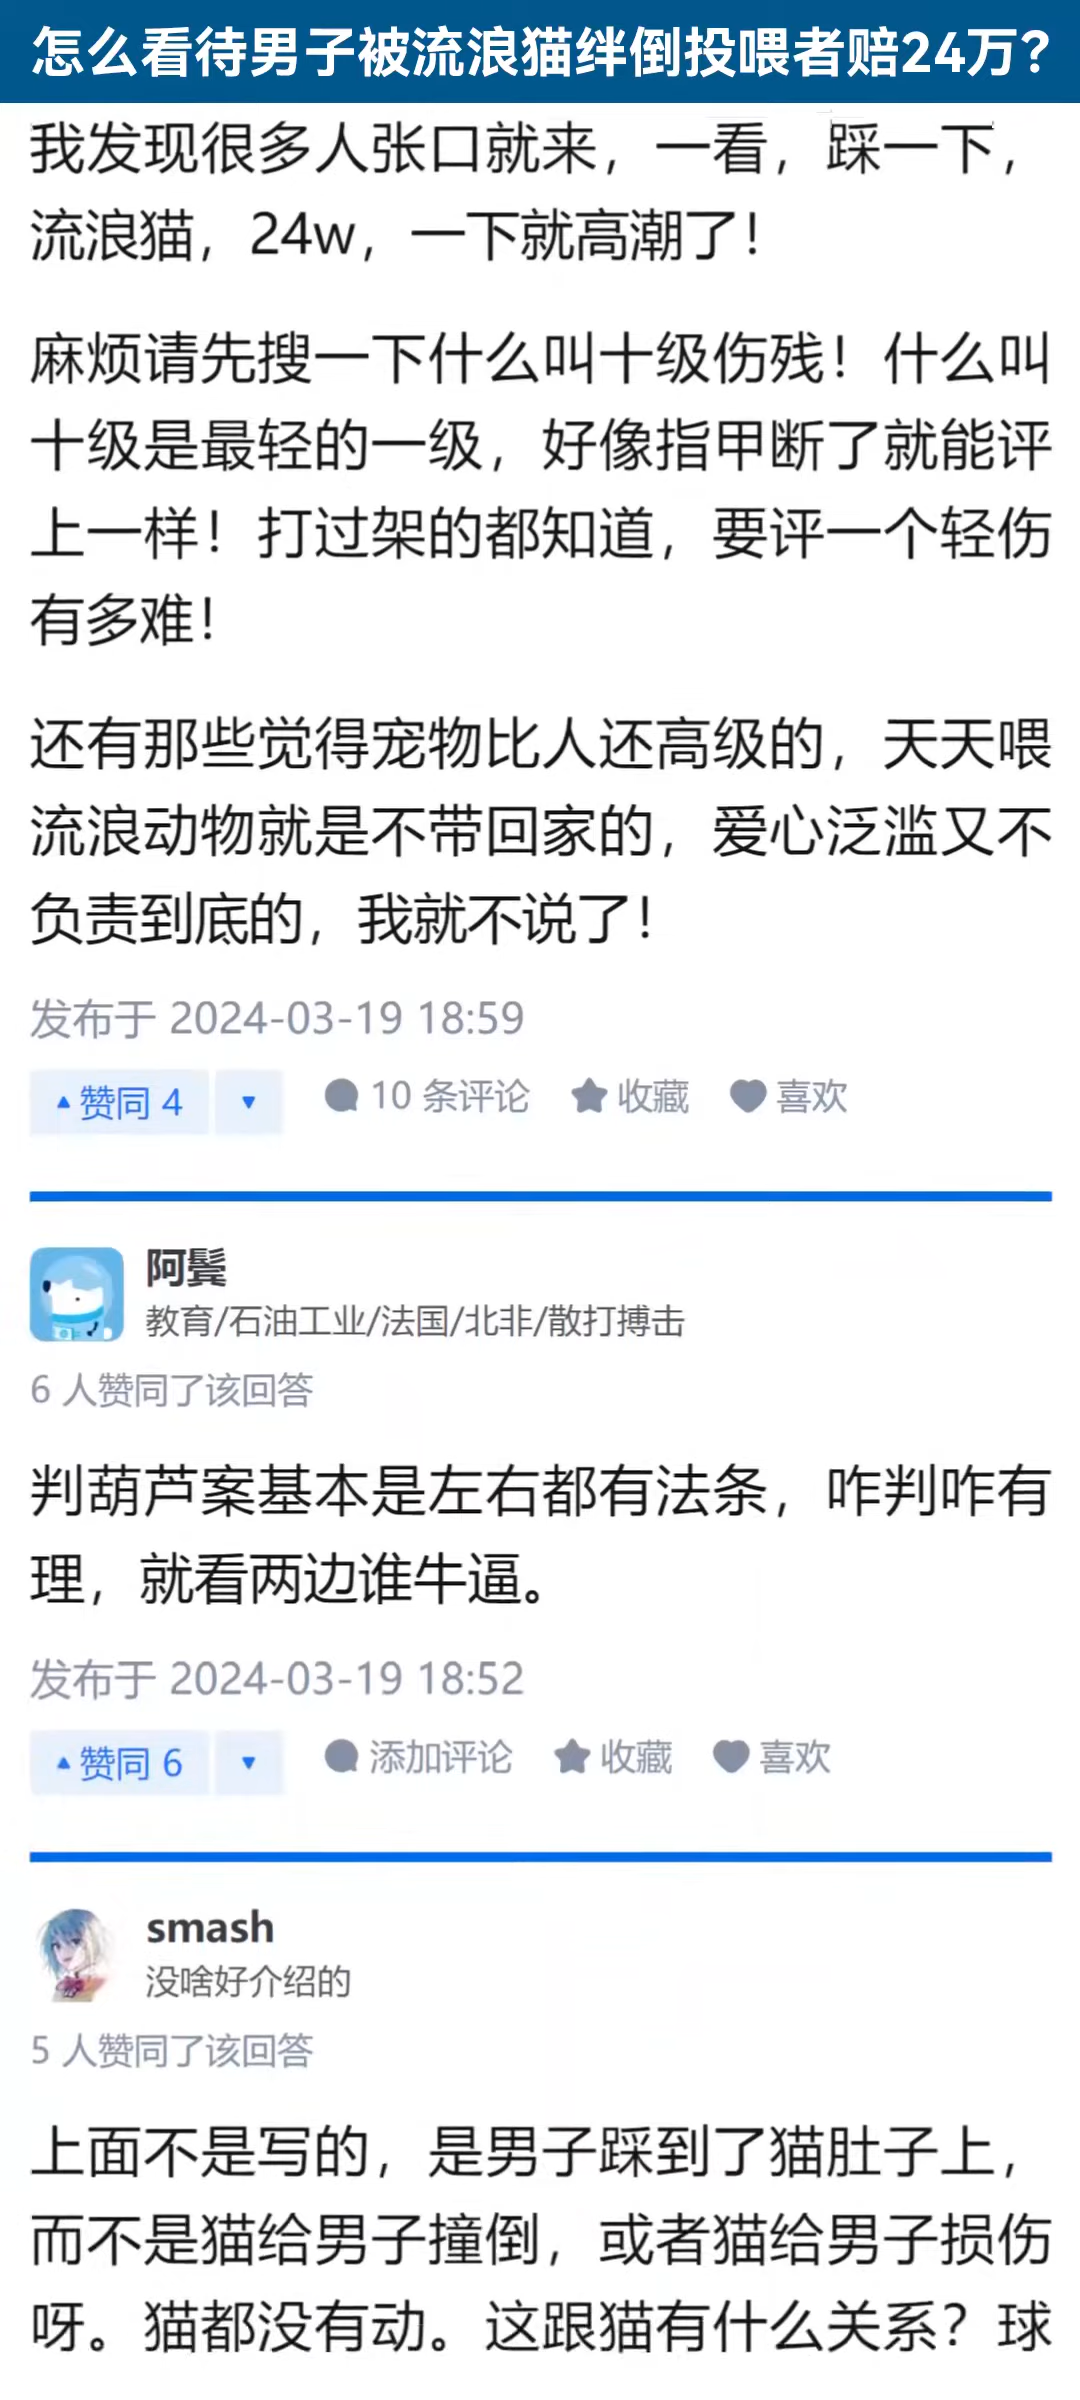 怎么看待男子被流浪猫绊倒投喂者赔24万?
我发现很多人张口就来，一看，踩一下，
流浪猫，24w，一下就高潮了！
麻烦请先搜一下什么叫十级伤残！什么叫
十级是最轻的一级，好像指甲断了就能评
上一样！打过架的都知道，要评一个轻伤
有多难！
还有那些觉得宠物比人还高级的，天天喂
流浪动物就是不带回家的，爱心泛滥又不
负责到底的，我就不说了！
发布于 2024-03-19 18:59
赞同 4 10 条评论 收藏 喜欢
阿鬓
教育/石油工业/法国/北非/散打搏击
6 人赞同了该回答
判葫芦案基本是左右都有法条，咋判咋有
理，就看两边谁牛逼。
发布于 2024-03-19 18:52
赞同 6 添加评论 收藏 喜欢
smash
没啥好介绍的
5 人赞同了该回答
上面不是写的，是男子踩到了猫肚子上，
而不是猫给男子撞倒，或者猫给男子损伤
呀。猫都没有动。这跟猫有什么关系？球